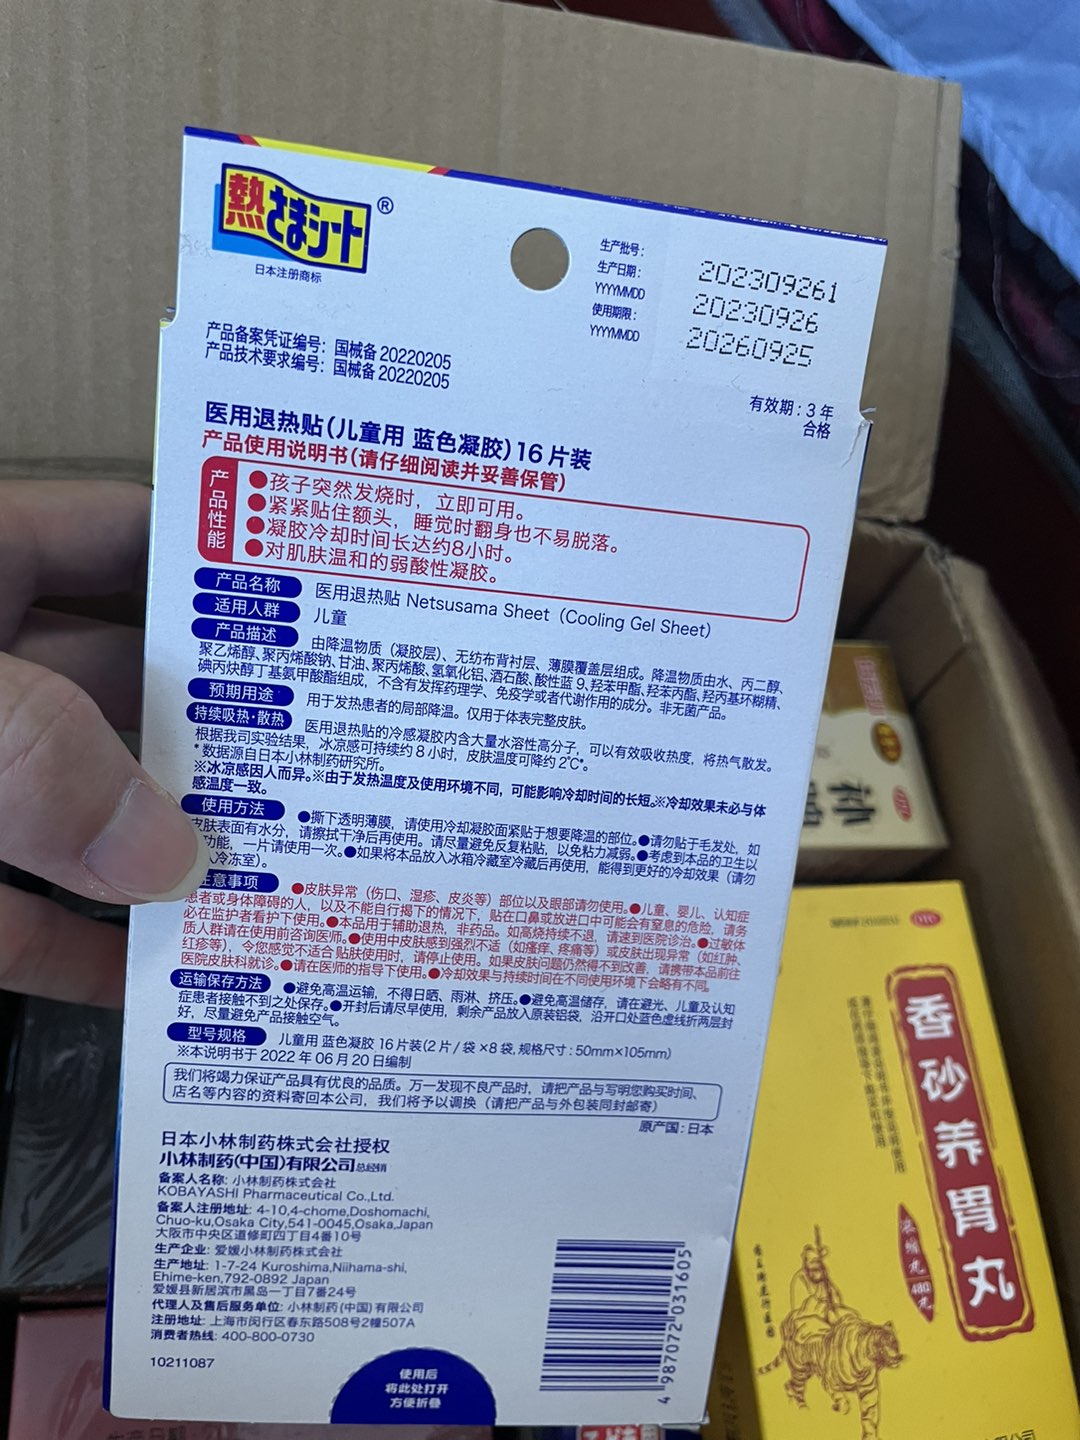 熱さまシート®
日本注册商标
生产批号:
生产日期:
YYYYMMDD
使用期限:
YYYYMMDD
202309261
20230926
20260925
有效期:3年
合格
产品备案凭证编号:国械备20220205
产品技术要求编号:国械备20220205
医用退热贴(儿童用 蓝色凝胶)16片装
产品使用说明书(请仔细阅读并妥善保管)
产品性能
●孩子突然发烧时,立即可用。
●紧紧贴住额头,睡觉时翻身也不易脱落。
●凝胶冷却时间长达约8小时。
●对肌肤温和的弱酸性凝胶。
产品名称 医用退热贴 Netsusama Sheet (Cooling Gel Sheet)
适用人群 儿童
产品描述 由降温物质(凝胶层)、无纺布背衬层、薄膜覆盖层组成。降温物质由水、丙二醇、
聚乙烯醇、聚丙烯酸钠、甘油、聚丙烯酸、氢氧化铝、酒石酸、酸性蓝9、羟苯甲酯、羟苯丙酯、羟丙基环糊精、
碘丙炔醇丁基氨甲酸酯组成,不含有发挥药理学、免疫学或者代谢作用的成分。非无菌产品。
预期用途 用于发热患者的局部降温。仅用于体表完整皮肤。
持续吸热·散热 医用退热贴的冷感凝胶内含大量水溶性高分子,可以有效吸收热度,将热气散发。
根据我司实验结果,冰凉感可持续约8小时,皮肤温度可降约2℃*。
*数据源自日本小林制药研究所。
※冰凉感因人而异。※由于发热温度及使用环境不同,可能影响冷却时间的长短。※冷却效果未必与体
感温度一致。
使用方法 ●撕下透明薄膜,请使用冷却凝胶面紧贴于想要降温的部位。●请勿贴于毛发处,如
皮肤表面有水分,请擦拭干净后再使用。请尽量避免反复粘贴,以免粘力减弱。●考虑到本品的卫生以
功能,一片请使用一次。●如果将本品放入冰箱冷藏室冷藏后再使用,能得到更好的冷却效果(请勿
入冷冻室)。
注意事项 ●皮肤异常(伤口、湿疹、皮炎等)部位以及眼部请勿使用。●儿童、婴儿、认知症
患者或身体障碍的人,以及不能自行揭下的情况下,贴在口鼻或放进口中可能会有窒息的危险,请务
必在监护者看护下使用。●本品用于辅助退热,非药品。如高烧持续不退,请速到医院诊治。●过敏体
质人群请在使用前咨询医师。●使用中皮肤感到强烈不适(如瘙痒、疼痛等)或皮肤出现异常(如红肿、
红疹等),令您感觉不适合贴肤使用时,请停止使用。如果皮肤问题仍然得不到改善,请携带本品前往
医院皮肤科就诊。●请在医师的指导下使用。●冷却效果与持续时间在不同使用环境下会略有不同。
运输保存方法 ●避免高温运输,不得日晒、雨淋、挤压。●避免高温储存,请在避光、儿童及认知
症患者接触不到之处保存。●开封后请尽早使用,剩余产品放入原装铝袋,沿开口处蓝色虚线折两层封
好,尽量避免产品接触空气。
型号规格 儿童用 蓝色凝胶 16片装(2片/袋×8袋,规格尺寸:50mm×105mm)
※本说明书于2022年06月20日编制
我们将竭力保证产品具有优良的品质。万一发现不良产品时,请把产品与写明您购买时间、
店名等内容的资料寄回本公司,我们将予以调换(请把产品与外包装同封邮寄)
原产国:日本
日本小林制药株式会社授权
小林制药(中国)有限公司总经销
备案人名称:小林制药株式会社
KOBAYASHI Pharmaceutical Co.,Ltd.
备案人注册地址:4-10,4-chome,Doshomachi,
Chuo-ku,Osaka City,541-0045,Osaka,Japan
大阪市中央区道修町四丁目4番10号
生产企业:爱媛小林制药株式会社
生产地址:1-7-24 Kuroshima,Niihama-shi,
Ehime-ken,792-0892 Japan
爱媛县新居滨市黑岛一丁目7番24号
代理人及售后服务单位:小林制药(中国)有限公司
注册地址:上海市闵行区春东路508号2幢507A
消费者热线:400-800-0730
10211087
使用后
将此处打开
方便折叠
4 987072 031605
OTC
香砂养胃丸
浓缩丸
480丸